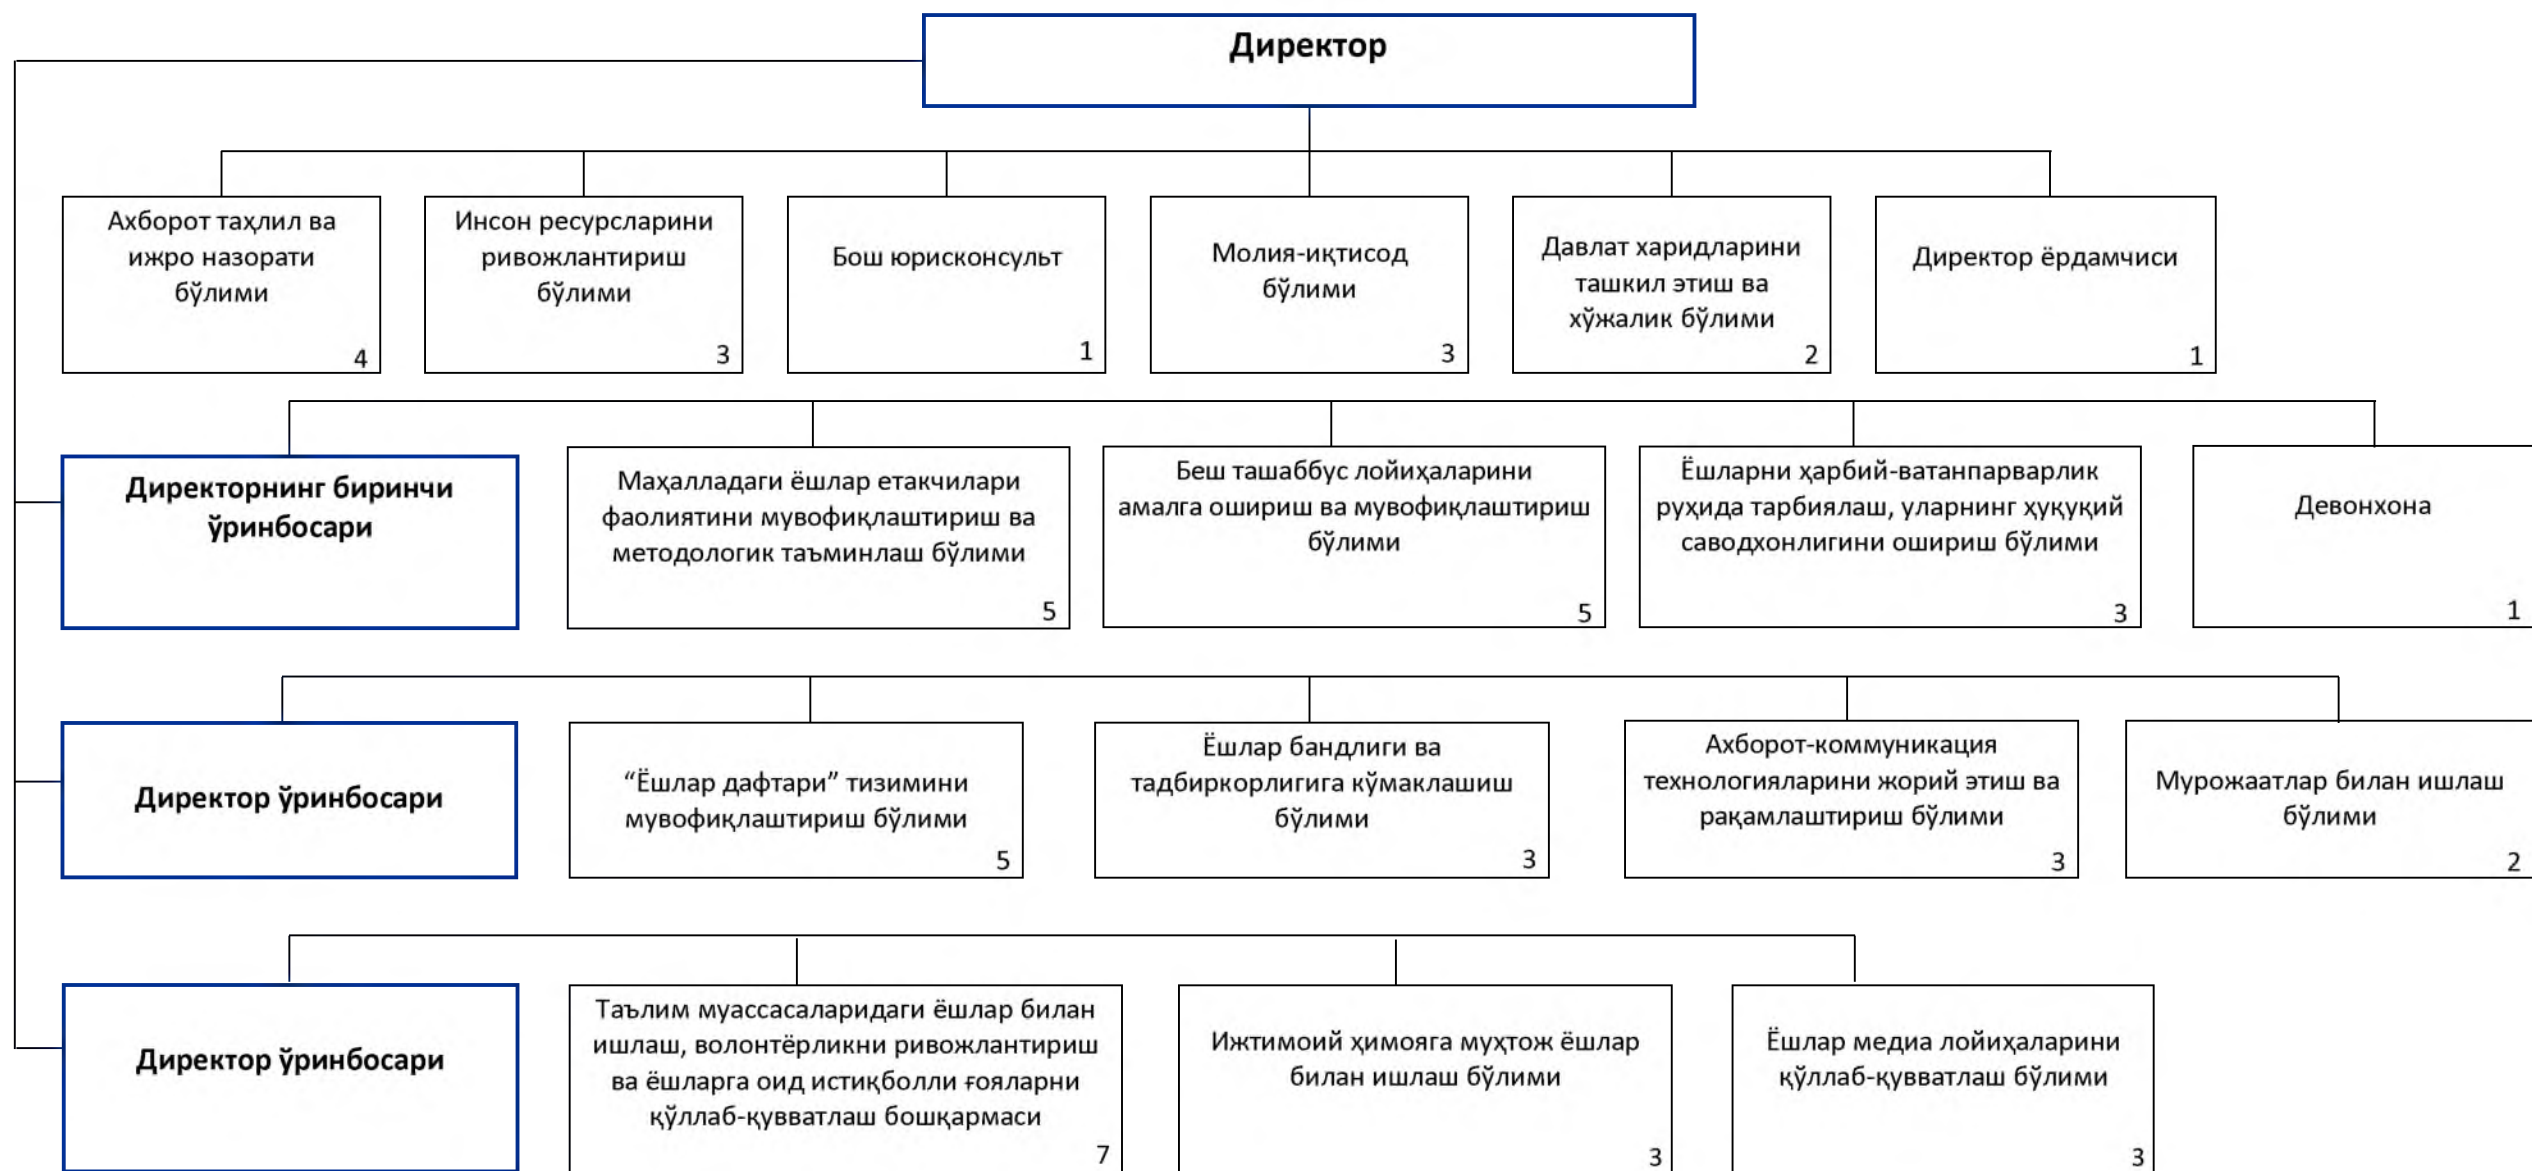 Директор
Ахборот таҳлил ва
ижро назорати
бўлими
4
Инсон ресурсларини
ривожлантириш
бўлими
3
Бош юрисконсульт
1
Молия-иқтисод
бўлими
3
Давлат харидларини
ташкил этиш ва
хўжалик бўлими
2
Директор ёрдамчиси
1
Директорнинг биринчи
ўринбосари
Маҳалладаги ёшлар етакчилари
фаолиятини мувофиқлаштириш ва
методологик таъминлаш бўлими
5
Беш ташаббус лойиҳаларини
амалга ошириш ва мувофиқлаштириш
бўлими
5
Ёшларни ҳарбий-ватанпарварлик
руҳида тарбиялаш, уларнинг ҳуқуқий
саводхонлигини ошириш бўлими
3
Девонхона
1
Директор ўринбосари
“Ёшлар дафтари” тизимини
мувофиқлаштириш бўлими
5
Ёшлар бандлиги ва
тадбиркорлигига кўмаклашиш
бўлими
3
Ахборот-коммуникация
технологияларини жорий этиш ва
рақамлаштириш бўлими
3
Мурожаатлар билан ишлаш
бўлими
2
Директор ўринбосари
Таълим муассасаларидаги ёшлар билан
ишлаш, волонтёрликни ривожлантириш
ва ёшларга оид истиқболли ғояларни
қўллаб-қувватлаш бошқармаси
7
Ижтимоий ҳимояга муҳтож ёшлар
билан ишлаш бўлими
3
Ёшлар медиа лойиҳаларини
қўллаб-қувватлаш бўлими
3